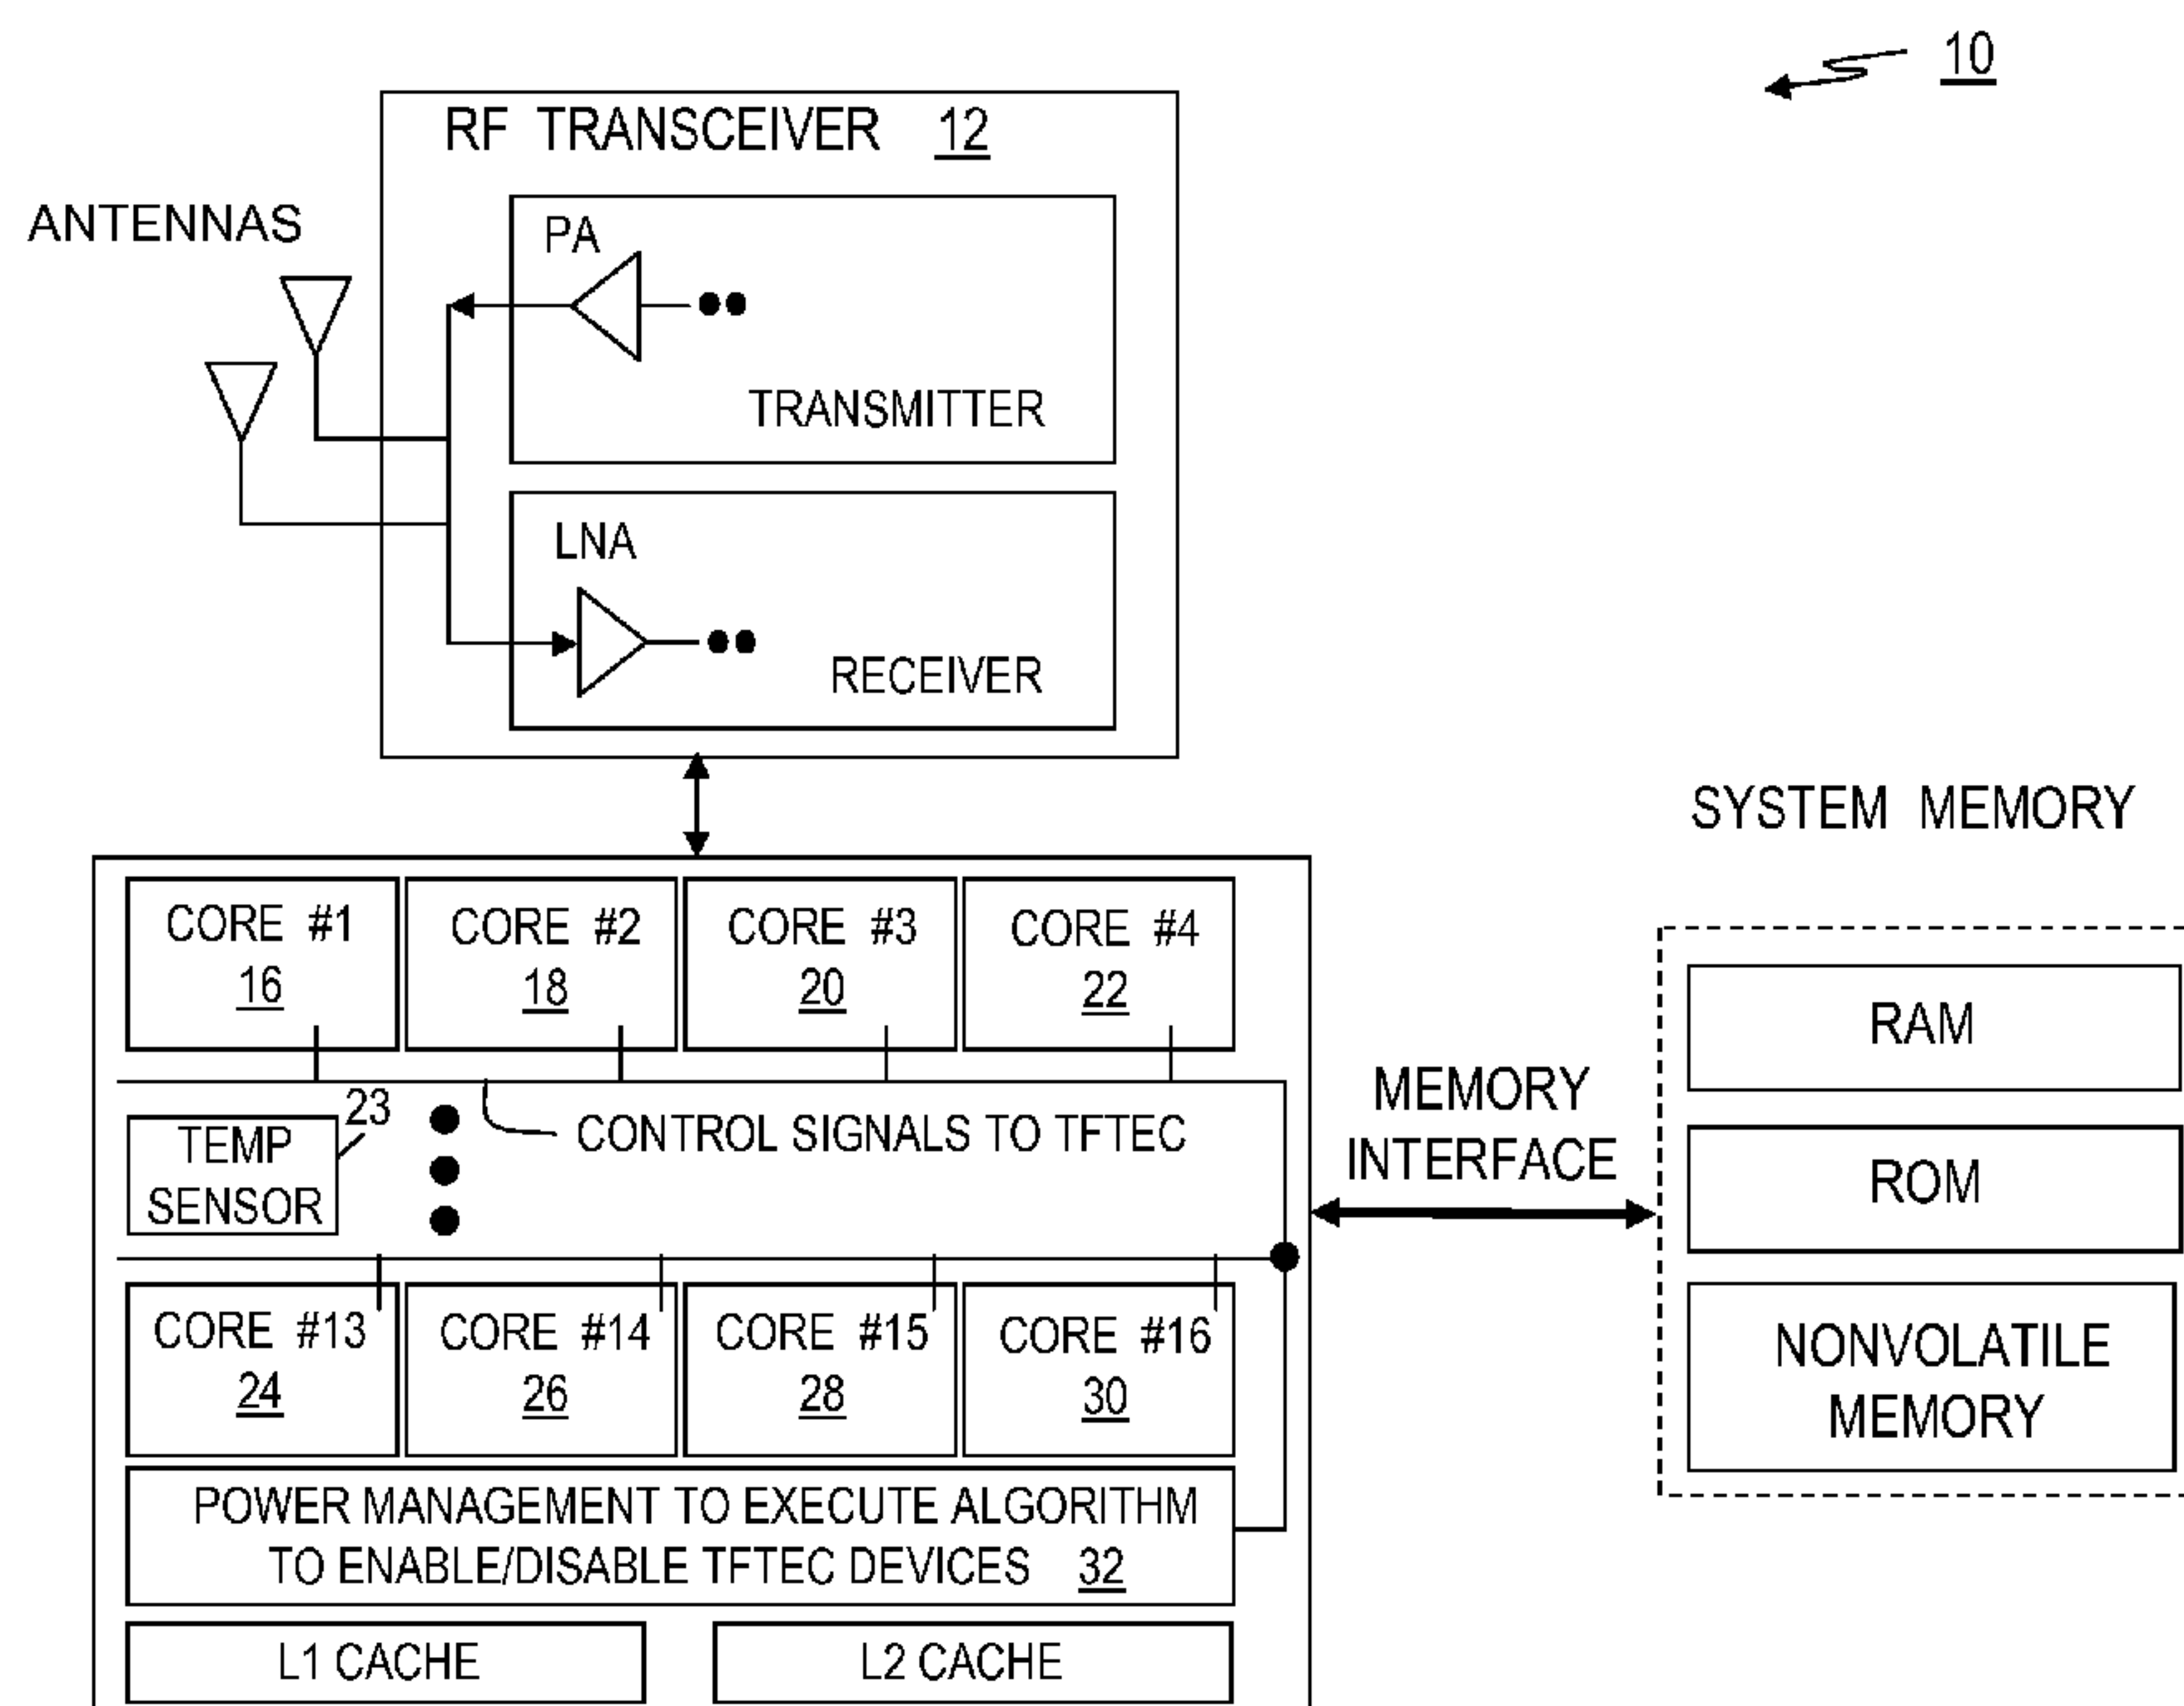 10
RF TRANSCEIVER 12
ANTENNAS
PA
TRANSMITTER
LNA
RECEIVER
SYSTEM MEMORY
CORE #1
16
CORE #2
18
CORE #3
20
CORE #4
22
RAM
MEMORY
INTERFACE
23
TEMP
SENSOR
CONTROL SIGNALS TO TFTEC
ROM
CORE #13
24
CORE #14
26
CORE #15
28
CORE #16
30
NONVOLATILE
MEMORY
POWER MANAGEMENT TO EXECUTE ALGORITHM
TO ENABLE/DISABLE TFTEC DEVICES 32
L1 CACHE
L2 CACHE